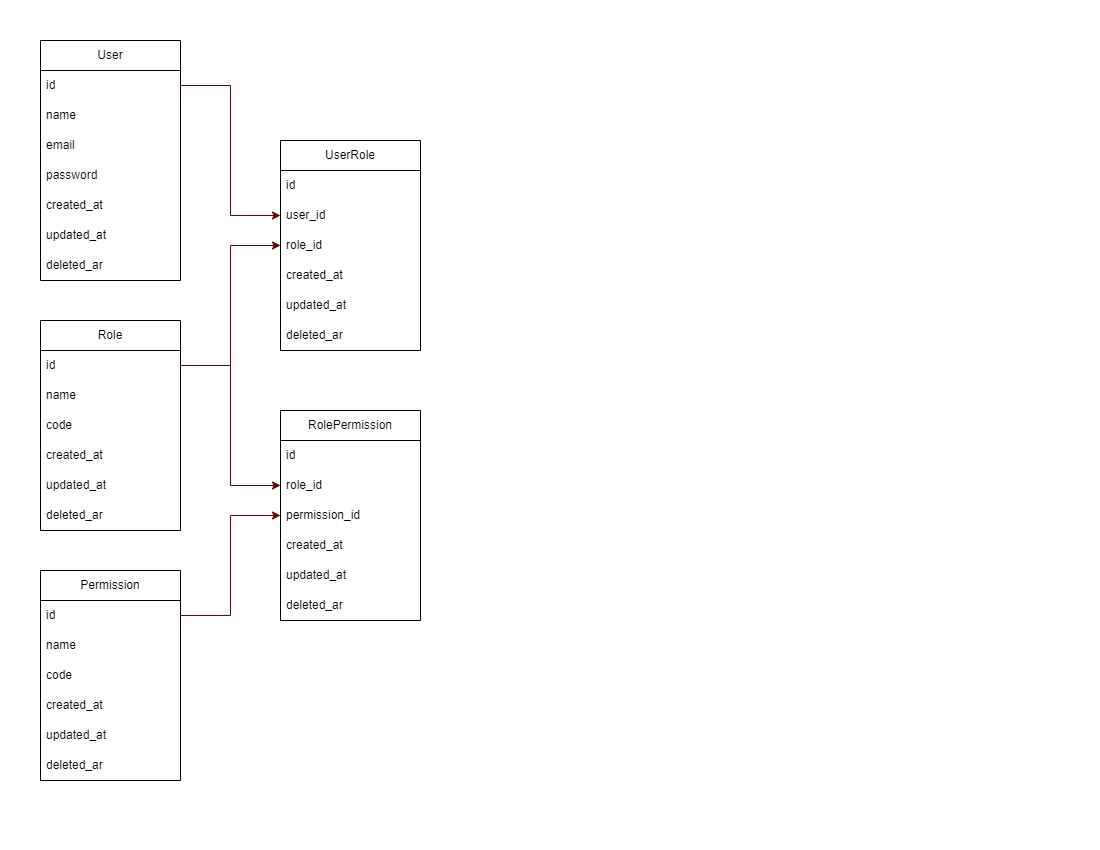 User
id
name
email
password
created_at
updated_at
deleted_ar
Role
id
name
code
created_at
updated_at
deleted_ar
Permission
id
name
code
created_at
updated_at
deleted_ar
UserRole
id
user_id
role_id
created_at
updated_at
deleted_ar
RolePermission
id
role_id
permission_id
created_at
updated_at
deleted_ar